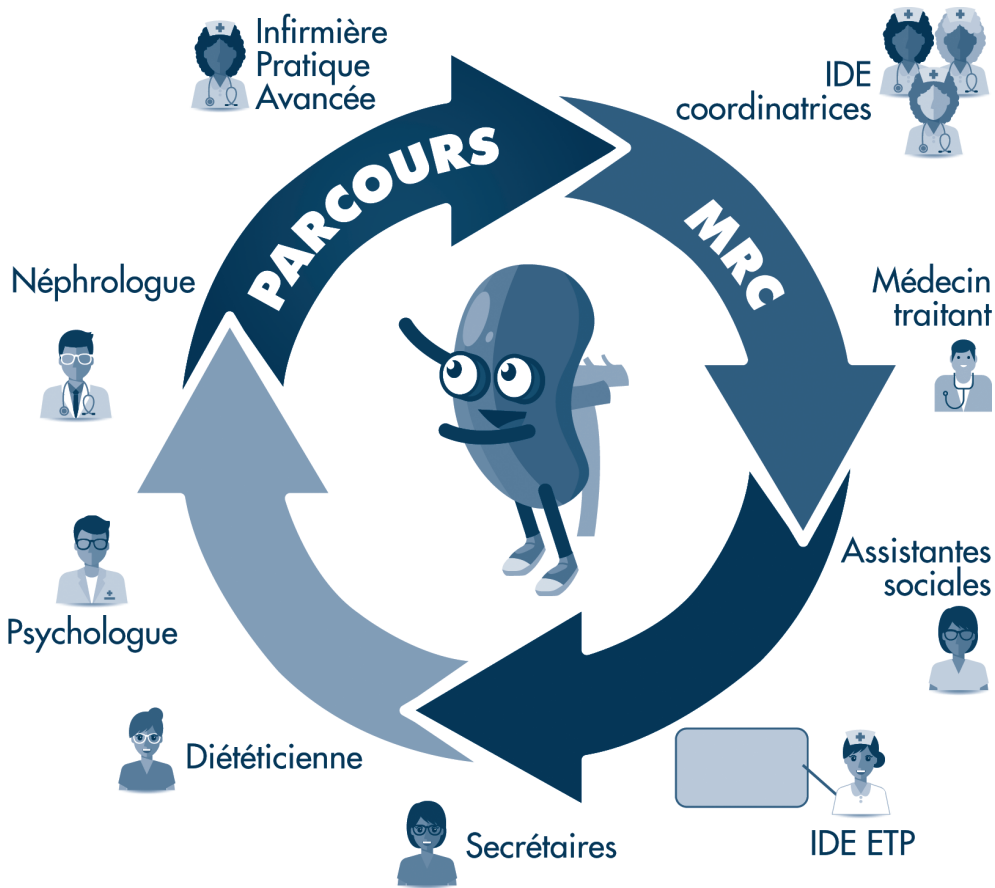 Infirmière
Pratique
Avancée
IDE
coordinatrices
PARCOURS
MRC
Néphrologue
Médecin
traitant
Assistantes
sociales
Psychologue
Diététicienne
Secrétaires
IDE ETP